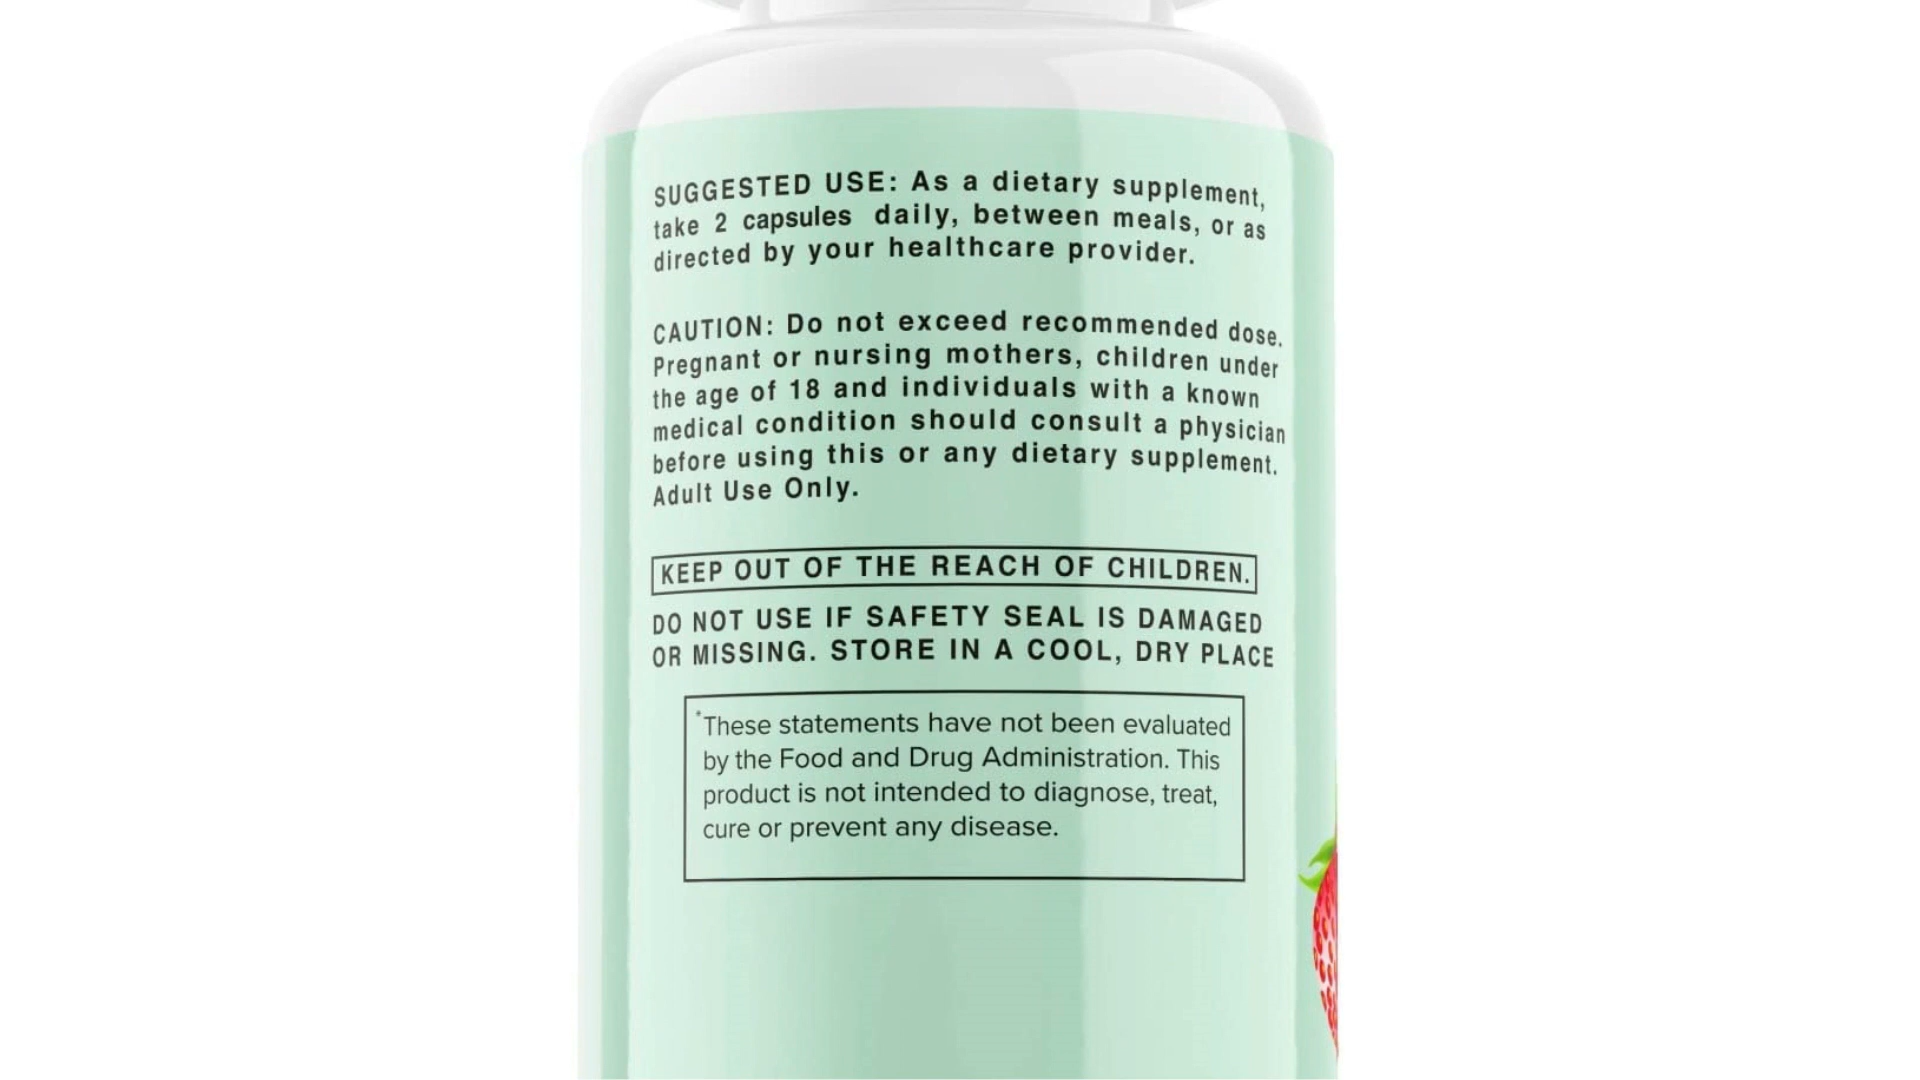 SUGGESTED USE: As a dietary supplement,
take 2 capsules daily, between meals, or as
directed by your healthcare provider.
CAUTION: Do not exceed recommended dose.
Pregnant or nursing mothers, children under
the age of 18 and individuals with a known
medical condition should consult a physician
before using this or any dietary supplement.
Adult Use Only.
KEEP OUT OF THE REACH OF CHILDREN.
DO NOT USE IF SAFETY SEAL IS DAMAGED
OR MISSING. STORE IN A COOL, DRY PLACE
*These statements have not been evaluated
by the Food and Drug Administration. This
product is not intended to diagnose, treat,
cure or prevent any disease.